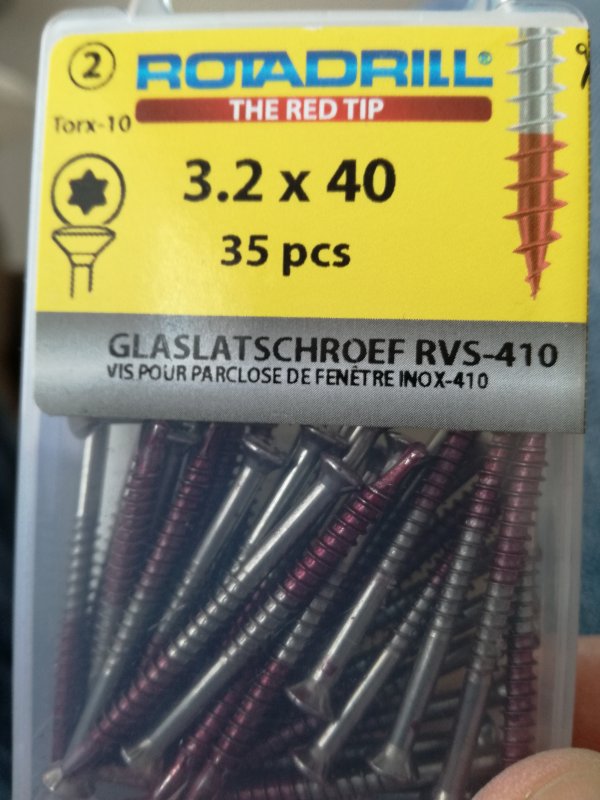 2
ROTADRILL®
THE RED TIP
Torx-10
3.2 x 40
35 pcs
GLASLATSCHROEF RVS-410
VIS POUR PARCLOSE DE FENÊTRE INOX-410